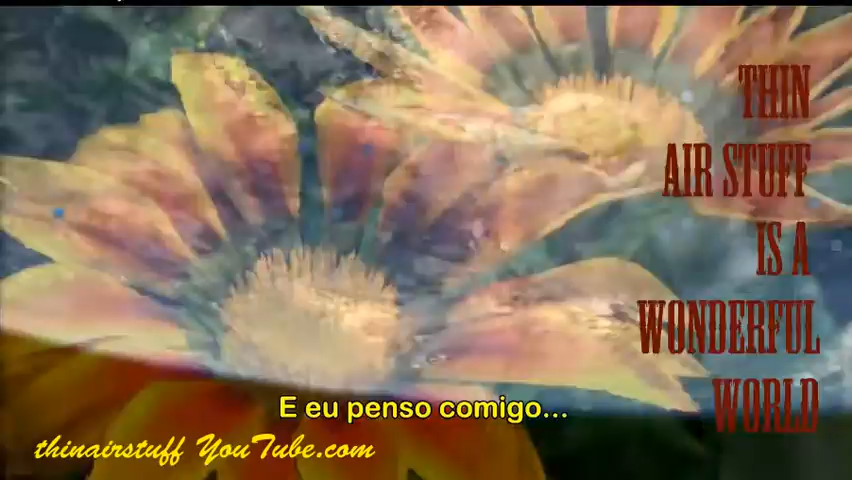 THIN
AIR STUFF
IS A
WONDERFUL
WORLD
E eu penso comigo...
thinairstuff YouTube.com